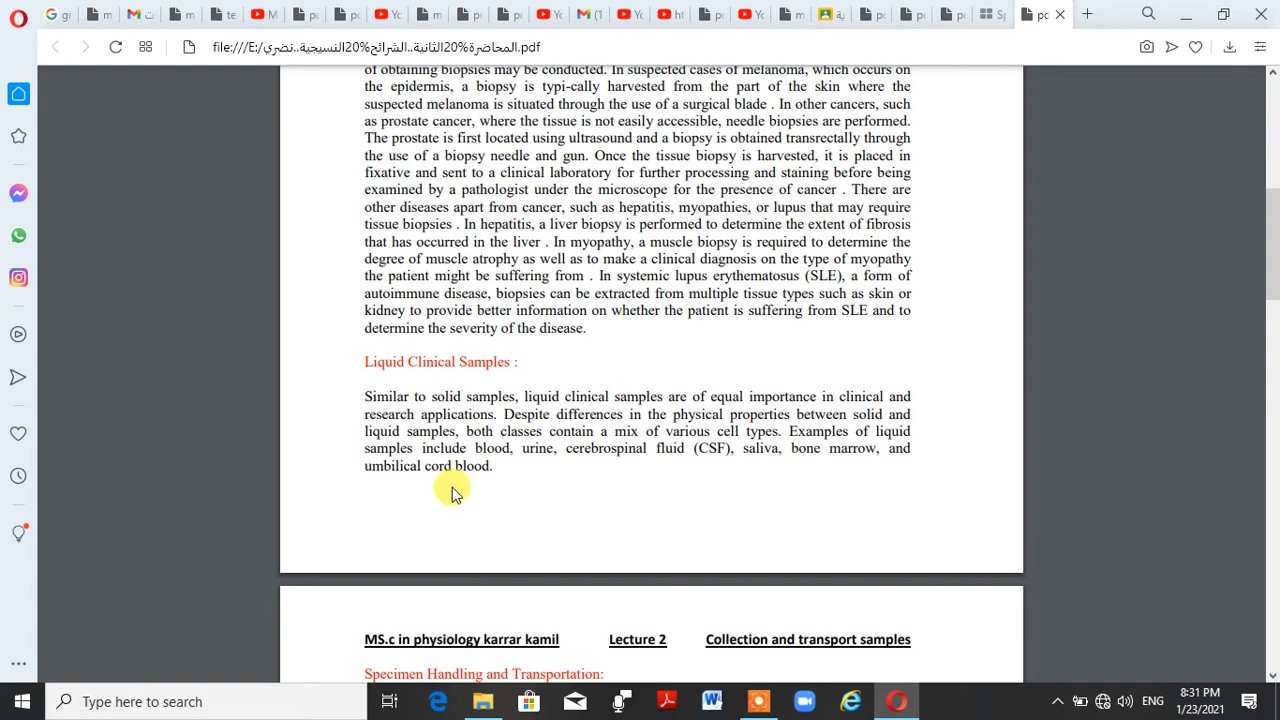 file:///E:/المحاضرة%20الثانية..الشرائح%20النسيجية..نضري.pdf
of obtaining biopsies may be conducted. In suspected cases of melanoma, which occurs on
the epidermis, a biopsy is typi-cally harvested from the part of the skin where the
suspected melanoma is situated through the use of a surgical blade . In other cancers, such
as prostate cancer, where the tissue is not easily accessible, needle biopsies are performed.
The prostate is first located using ultrasound and a biopsy is obtained transrectally through
the use of a biopsy needle and gun. Once the tissue biopsy is harvested, it is placed in
fixative and sent to a clinical laboratory for further processing and staining before being
examined by a pathologist under the microscope for the presence of cancer . There are
other diseases apart from cancer, such as hepatitis, myopathies, or lupus that may require
tissue biopsies . In hepatitis, a liver biopsy is performed to determine the extent of fibrosis
that has occurred in the liver . In myopathy, a muscle biopsy is required to determine the
degree of muscle atrophy as well as to make a clinical diagnosis on the type of myopathy
the patient might be suffering from . In systemic lupus erythematosus (SLE), a form of
autoimmune disease, biopsies can be extracted from multiple tissue types such as skin or
kidney to provide better information on whether the patient is suffering from SLE and to
determine the severity of the disease.
Liquid Clinical Samples :
Similar to solid samples, liquid clinical samples are of equal importance in clinical and
research applications. Despite differences in the physical properties between solid and
liquid samples, both classes contain a mix of various cell types. Examples of liquid
samples include blood, urine, cerebrospinal fluid (CSF), saliva, bone marrow, and
umbilical cord blood.
MS.c in physiology karrar kamil Lecture 2 Collection and transport samples
Specimen Handling and Transportation:
Type here to search
ENG
8:31 PM
1/23/2021